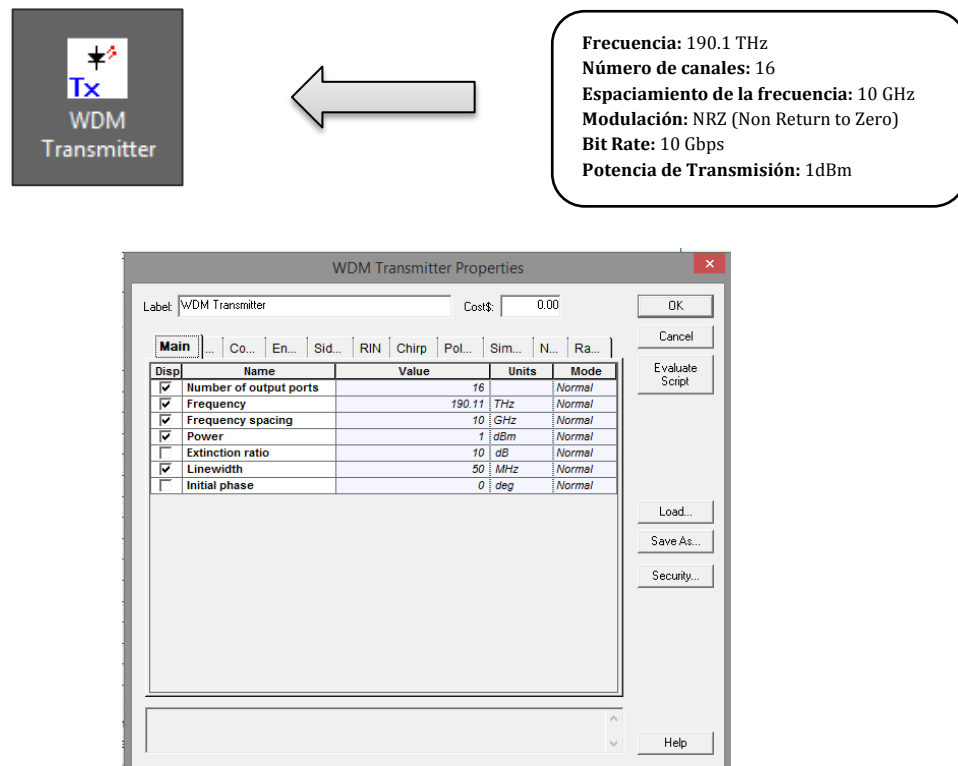 Tx
WDM
Transmitter
Frecuencia: 190.1 THz
Número de canales: 16
Espaciamiento de la frecuencia: 10 GHz
Modulación: NRZ (Non Return to Zero)
Bit Rate: 10 Gbps
Potencia de Transmisión: 1dBm
WDM Transmitter Properties
Label: WDM Transmitter Cost$: 0.00
OK
Cancel
Evaluate
Script
Main ... Co... En... Sid... RIN Chirp Pol... Sim... N... Ra...
Disp Name Value Units Mode
Number of output ports 16 Normal
Frequency 190.11 THz Normal
Frequency spacing 10 GHz Normal
Power 1 dBm Normal
Extinction ratio 10 dB Normal
Linewidth 50 MHz Normal
Initial phase 0 deg Normal
Load...
Save As...
Security...
Help